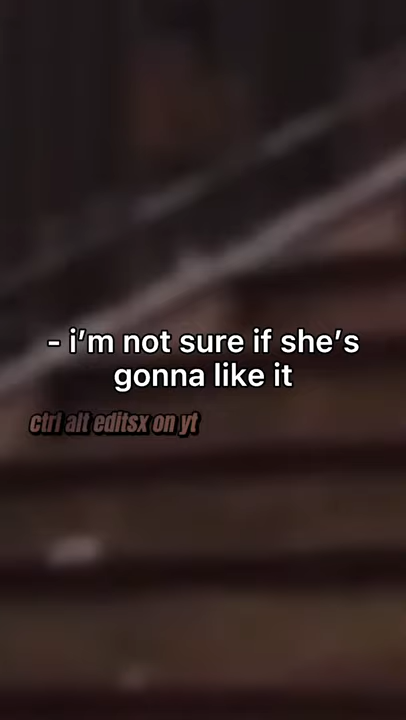 - i’m not sure if she’s
gonna like it
ctrl alt editsx on yt